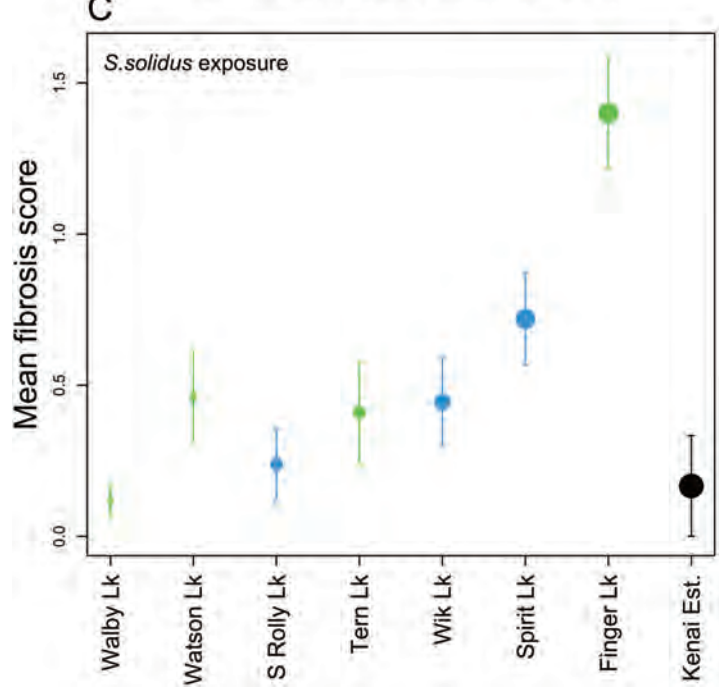 C
S.solidus exposure
Mean fibrosis score
1.5
1.0
0.5
0.0
Walby Lk
Watson Lk
S Rolly Lk
Tern Lk
Wik Lk
Spirit Lk
Finger Lk
Kenai Est.